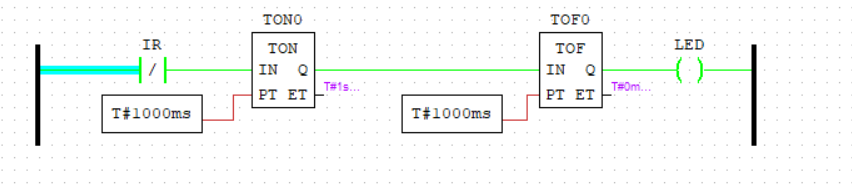 TON0
TOF0
IR
TON
TOF
LED
/
IN Q
IN Q
PT ET
T#1s...
PT ET
T#0m...
T#1000ms
T#1000ms